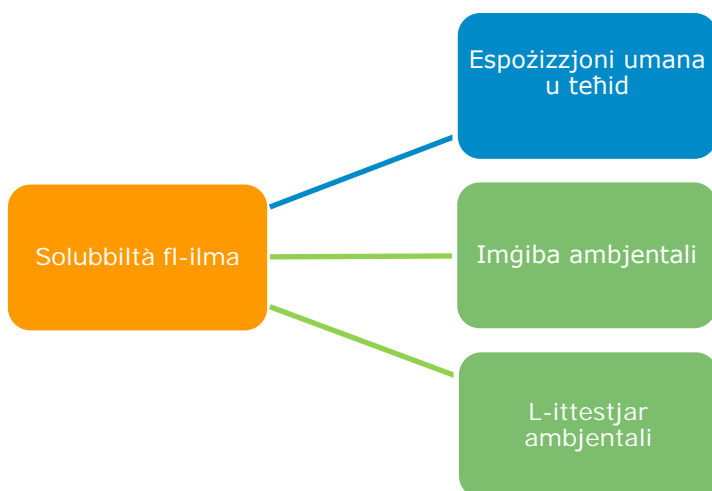 Espożizzjoni umana
u teħid
Solubbiltà fl-ilma
Imġiba ambjentali
L-ittestjar
ambjentali